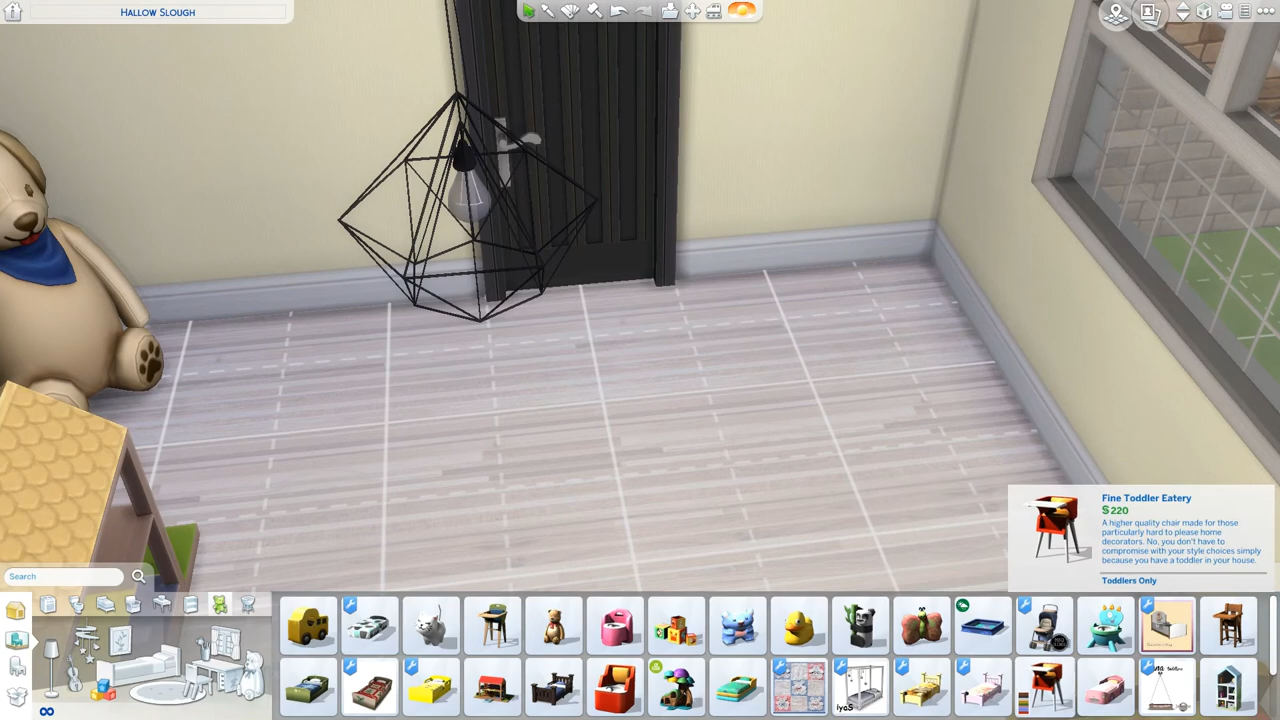 HALLOW SLOUGH
Fine Toddler Eatery
§220
A higher quality chair made for those
particularly hard to please home
decorators. No, you don't have to
compromise with your style choices simply
because you have a toddler in your house.
Toddlers Only
Search